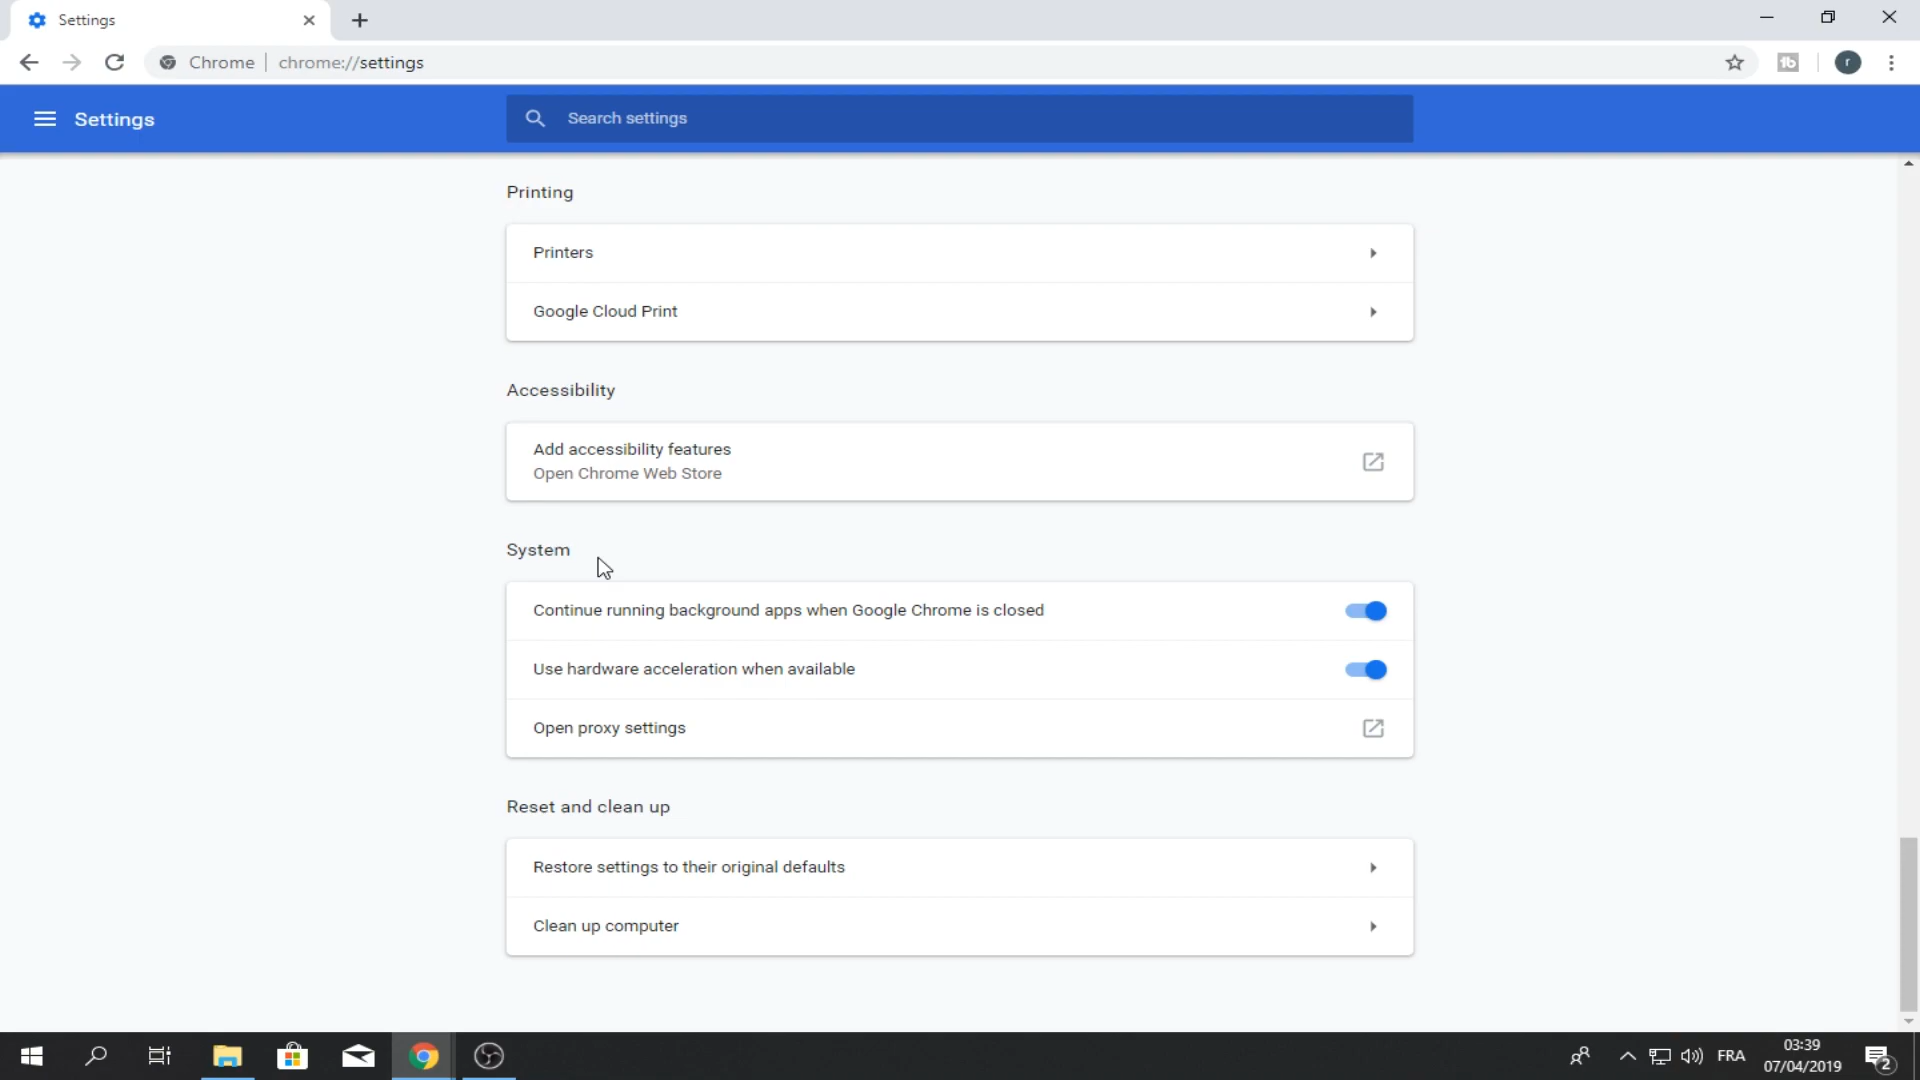 Settings
Chrome | chrome://settings
r
Settings
Search settings
Printing
Printers
Google Cloud Print
Accessibility
Add accessibility features
Open Chrome Web Store
System
Continue running background apps when Google Chrome is closed
Use hardware acceleration when available
Open proxy settings
Reset and clean up
Restore settings to their original defaults
Clean up computer
FRA
03:39
07/04/2019
2